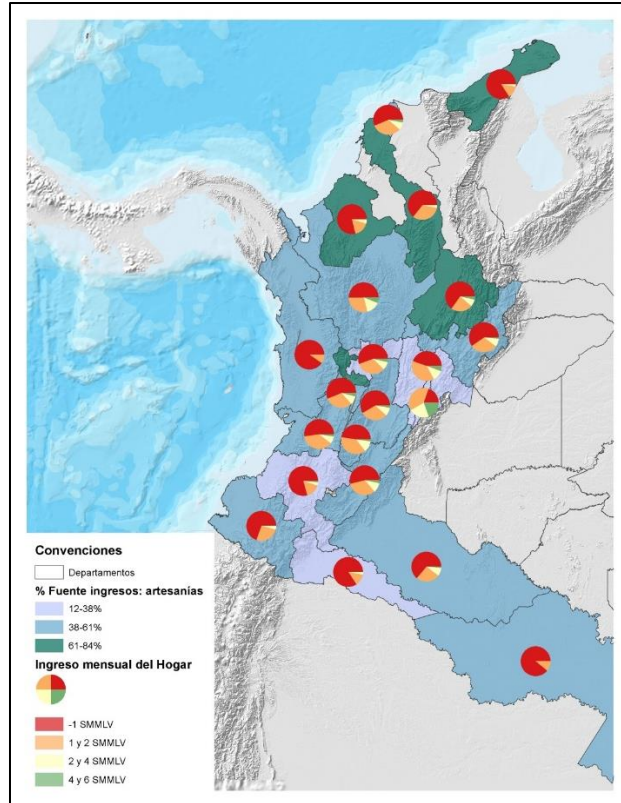 Convenciones
Departamentos
% Fuente ingresos: artesanías
12-38%
38-61%
61-84%
Ingreso mensual del Hogar
-1 SMMLV
1 y 2 SMMLV
2 y 4 SMMLV
4 y 6 SMMLV